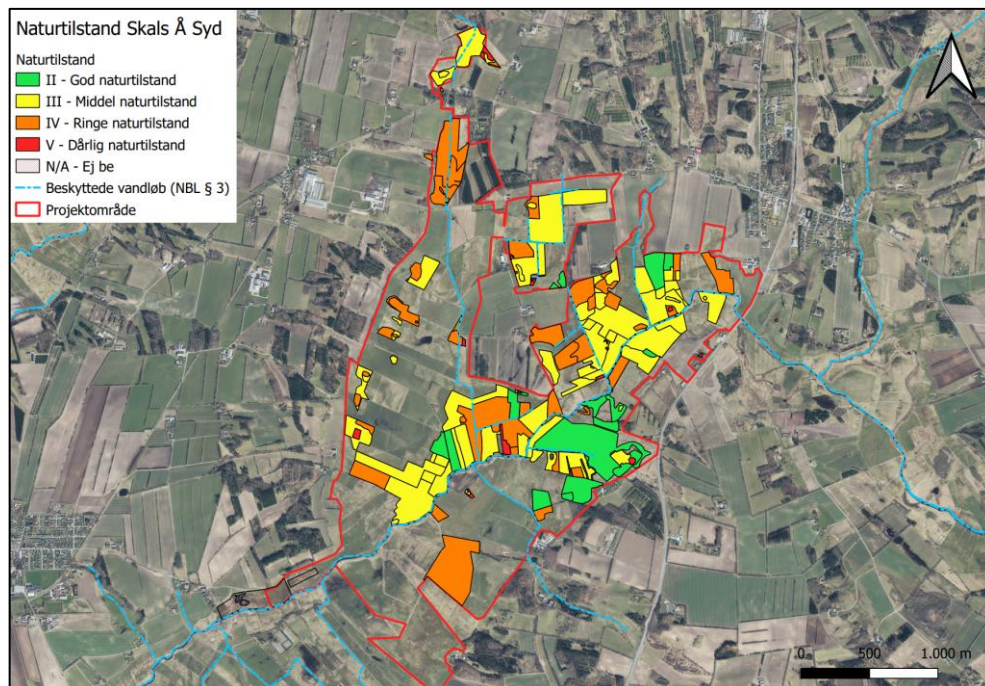 Naturtilstand Skals Å Syd
Naturtilstand
II - God naturtilstand
III - Middel naturtilstand
IV - Ringe naturtilstand
V - Dårlig naturtilstand
N/A - Ej be
Beskyttede vandløb (NBL § 3)
Projektområde
0 500 1.000 m